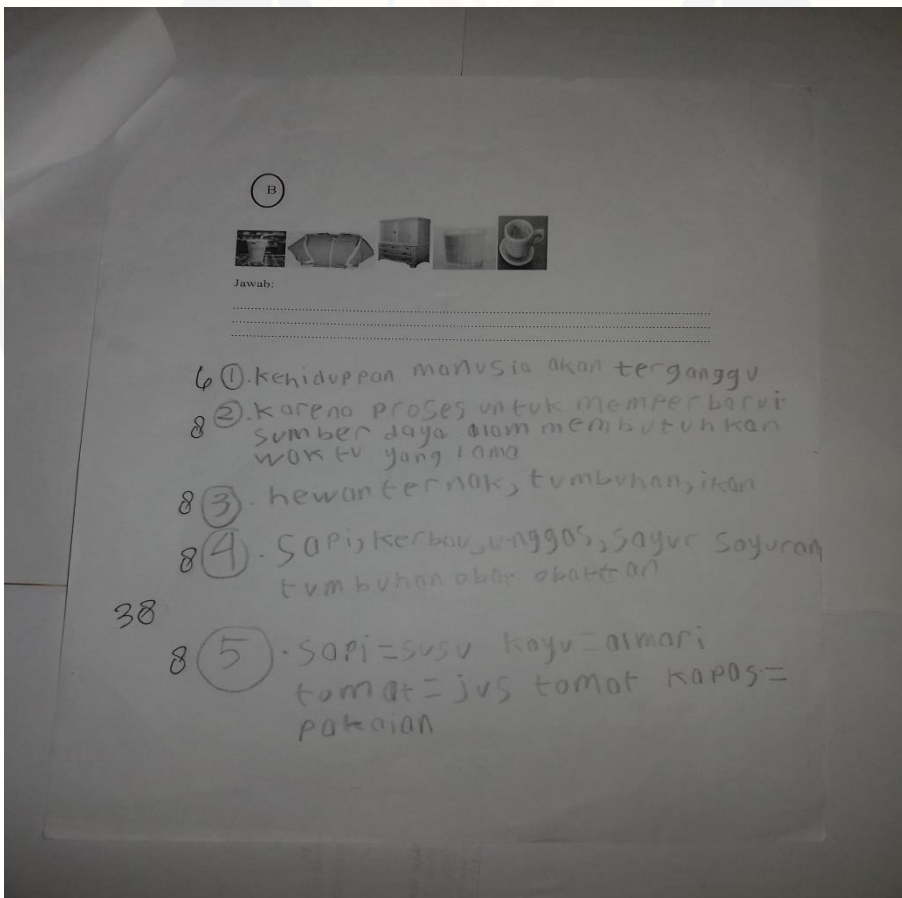 B
Jawab:
6 1. kehiduppan manusia akan terganggu
8 2. karena proses untuk memperbarui
sumber daya alam membutuhkan
waktu yang lama
8 3. hewan ternak, tumbuhan, ikan
8 4. Sapi, kerbau, unggas, sayur sayuran
tumbuhan obat obattan
38
8 5. sapi = susu kayu = almari
tomat = jus tomat kapas =
pakaian